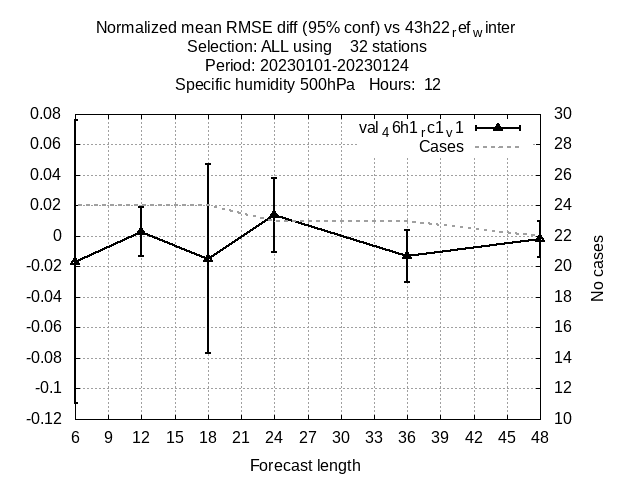 Normalized mean RMSE diff (95% conf) vs 43h22refwinter
Selection: ALL using 32 stations
Period: 20230101-20230124
Specific humidity 500hPa Hours: 12
val46h1rc1v1
Cases
0.08
0.06
0.04
0.02
0
-0.02
-0.04
-0.06
-0.08
-0.1
-0.12
30
28
26
24
22
20
18
16
14
12
10
No cases
6 9 12 15 18 21 24 27 30 33 36 39 42 45 48
Forecast length